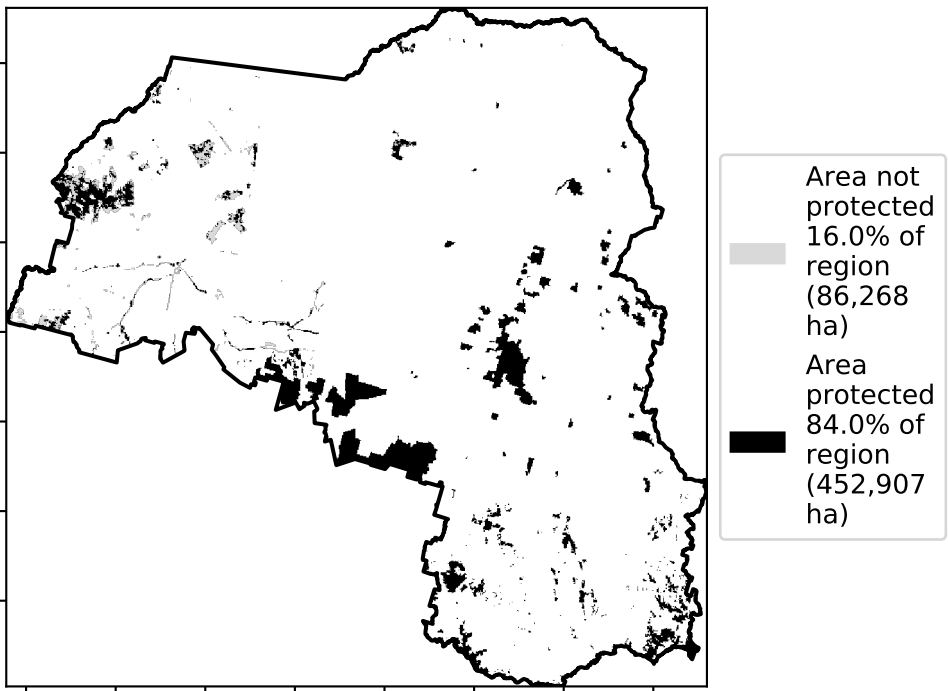 Area not
protected
16.0% of
region
(86,268
ha)
Area
protected
84.0% of
region
(452,907
ha)